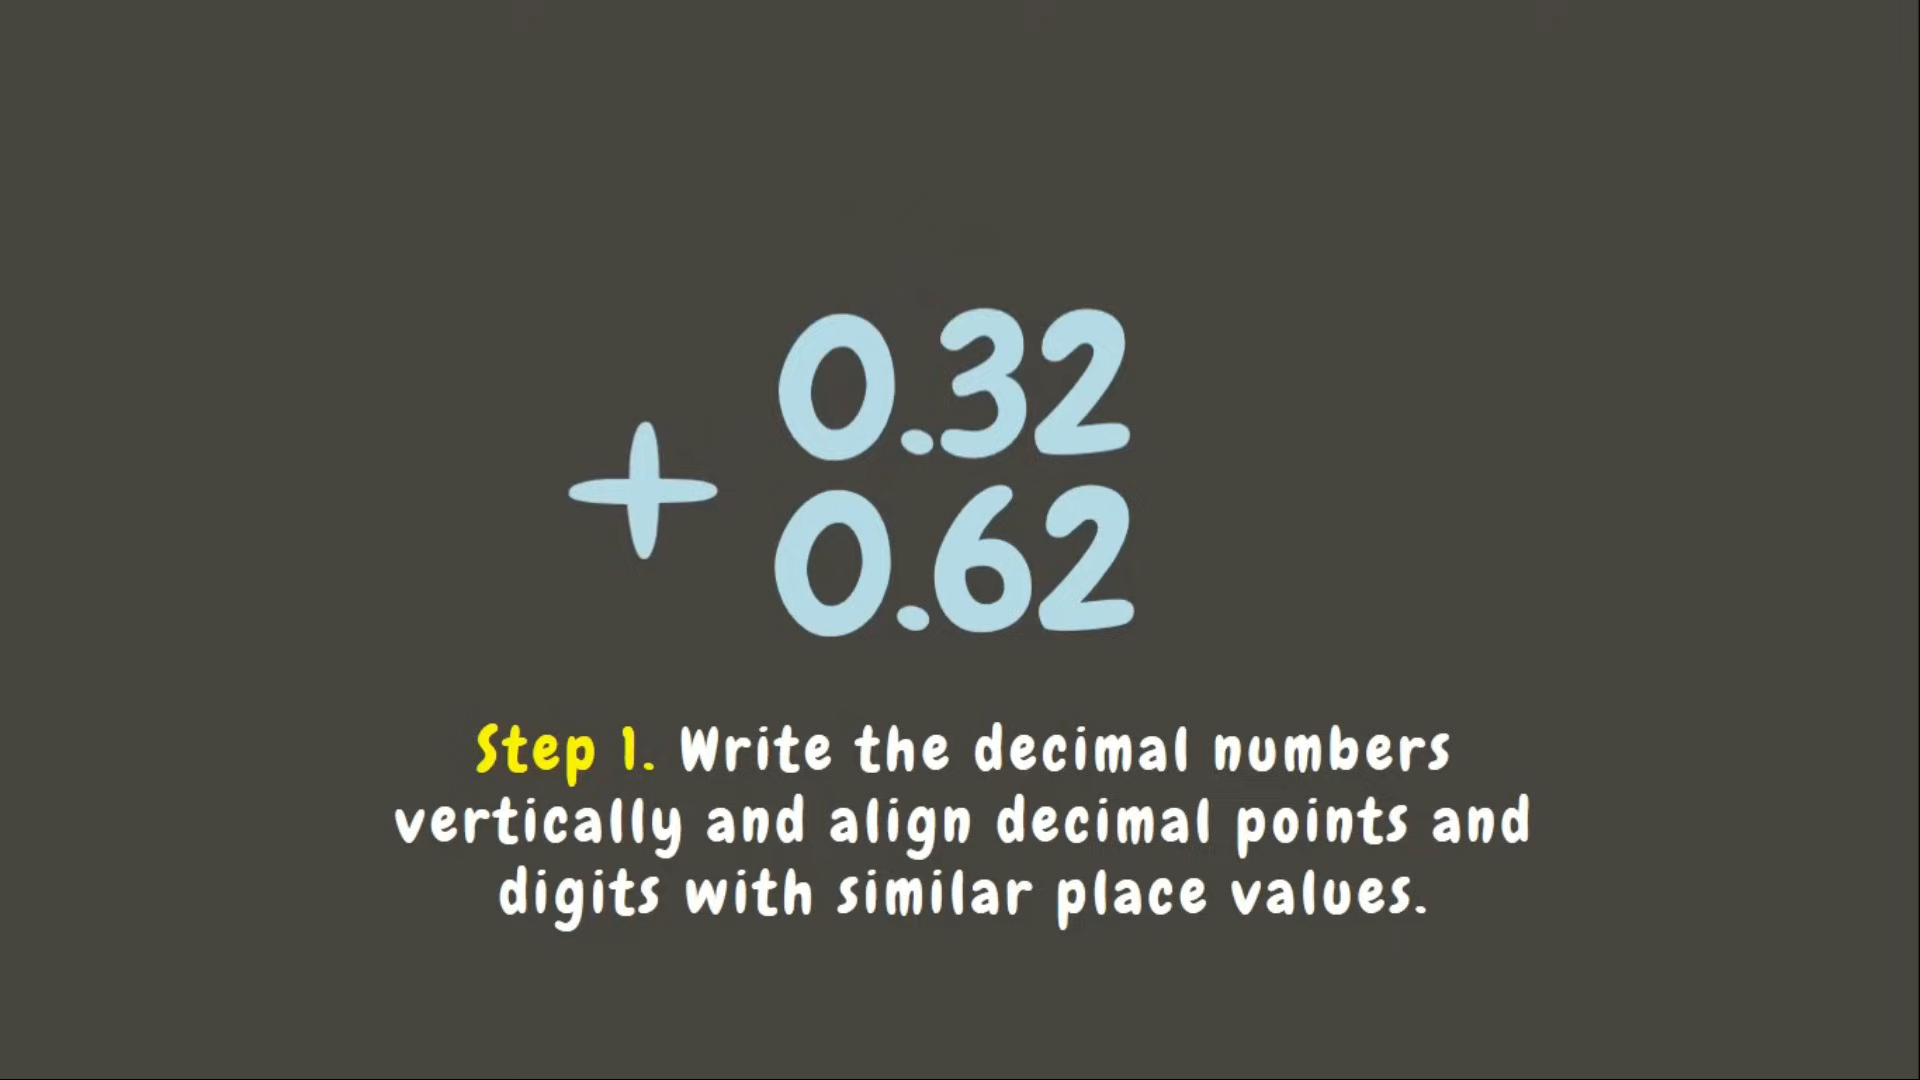 0.32
+
0.62
Step 1. Write the decimal numbers
vertically and align decimal points and
digits with similar place values.